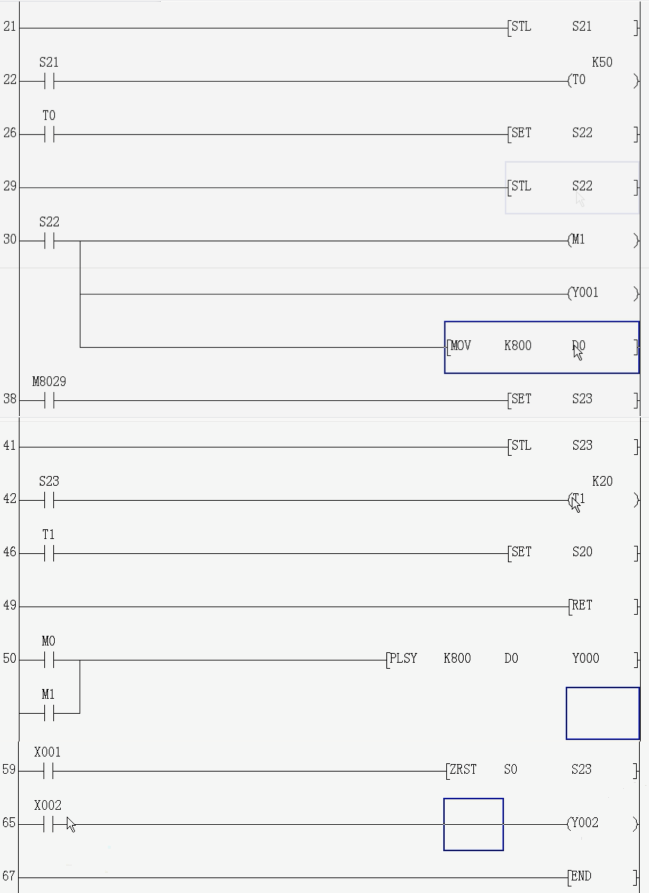 21 [STL S21 ]
S21 K50
22 (T0 )
T0
26 [SET S22 ]
29 [STL S22 ]
S22
30 (M1 )
(Y001 )
[MOV K800 D0 ]
M8029
38 [SET S23 ]
41 [STL S23 ]
S23 K20
42 (T1 )
T1
46 [SET S20 ]
49 [RET ]
M0
50 [PLSY K800 D0 Y000 ]
M1
X001
59 [ZRST S0 S23 ]
X002
65 (Y002 )
67 [END ]